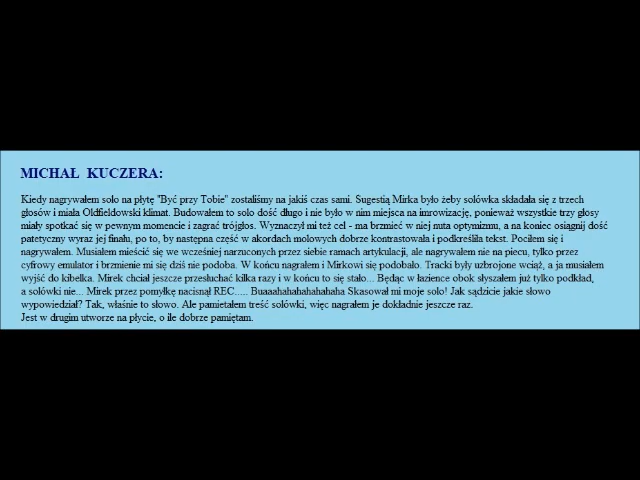 MICHAŁ KUCZERA:
Kiedy nagrywałem solo na płytę "Być przy Tobie" zostaliśmy na jakiś czas sami. Sugestią Mirka było żeby solówka składała się z trzech
głosów i miała Oldfieldowski klimat. Budowałem to solo dość długo i nie było w nim miejsca na imrowizację, ponieważ wszystkie trzy głosy
miały spotkać się w pewnym momencie i zagrać trójgłos. Wyznaczył mi też cel - ma brzmieć w niej nuta optymizmu, a na koniec osiągnij dość
patetyczny wyraz jej finału, po to, by następna część w akordach molowych dobrze kontrastowała i podkreśliła tekst. Pociłem się i
nagrywałem. Musiałem mieścić się we wcześniej narzuconych przez siebie ramach artykulacji, ale nagrywałem nie na piecu, tylko przez
cyfrowy emulator i brzmienie mi się dziś nie podoba. W końcu nagrałem i Mirkowi się podobało. Tracki były uzbrojone wciąż, a ja musiałem
wyjść do kibelka. Mirek chciał jeszcze przesłuchać kilka razy i w końcu to się stało... Będąc w łazience obok słyszałem już tylko podkład,
a solówki nie... Mirek przez pomyłkę nacisnął REC..... Buaaahahahahahahaha Skasował mi moje solo! Jak sądzicie jakie słowo
wypowiedział? Tak, właśnie to słowo. Ale pamietałem treść solówki, więc nagrałem je dokładnie jeszcze raz.
Jest w drugim utworze na płycie, o ile dobrze pamiętam.